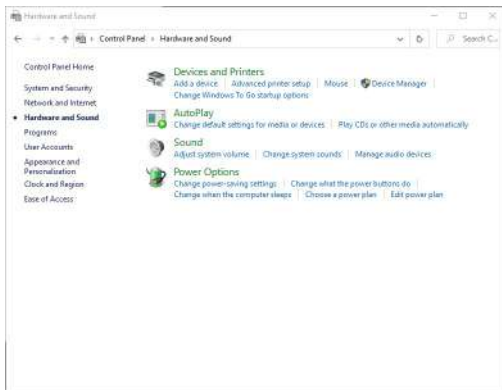 Hardware and Sound
Control Panel › Hardware and Sound
Search C...
Control Panel Home
System and Security
Network and Internet
Hardware and Sound
Programs
User Accounts
Appearance and
Personalization
Clock and Region
Ease of Access
Devices and Printers
Add a device | Advanced printer setup | Mouse | Device Manager
Change Windows To Go startup options
AutoPlay
Change default settings for media or devices | Play CDs or other media automatically
Sound
Adjust system volume | Change system sounds | Manage audio devices
Power Options
Change power-saving settings | Change what the power buttons do
Change when the computer sleeps | Choose a power plan | Edit power plan